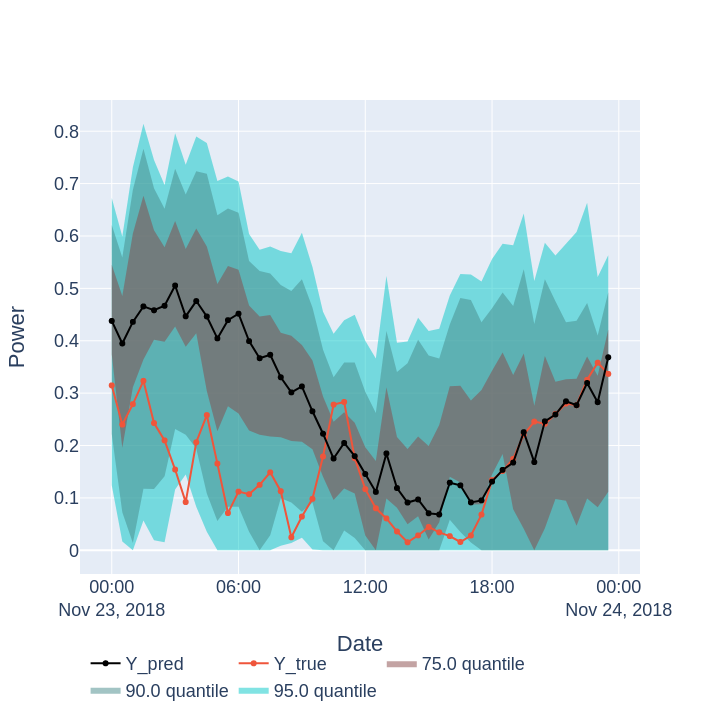 0.8
0.7
0.6
0.5
0.4
0.3
0.2
0.1
0
Power
00:00 06:00 12:00 18:00 00:00
Nov 23, 2018 Nov 24, 2018
Date
Y_pred Y_true 75.0 quantile
90.0 quantile 95.0 quantile